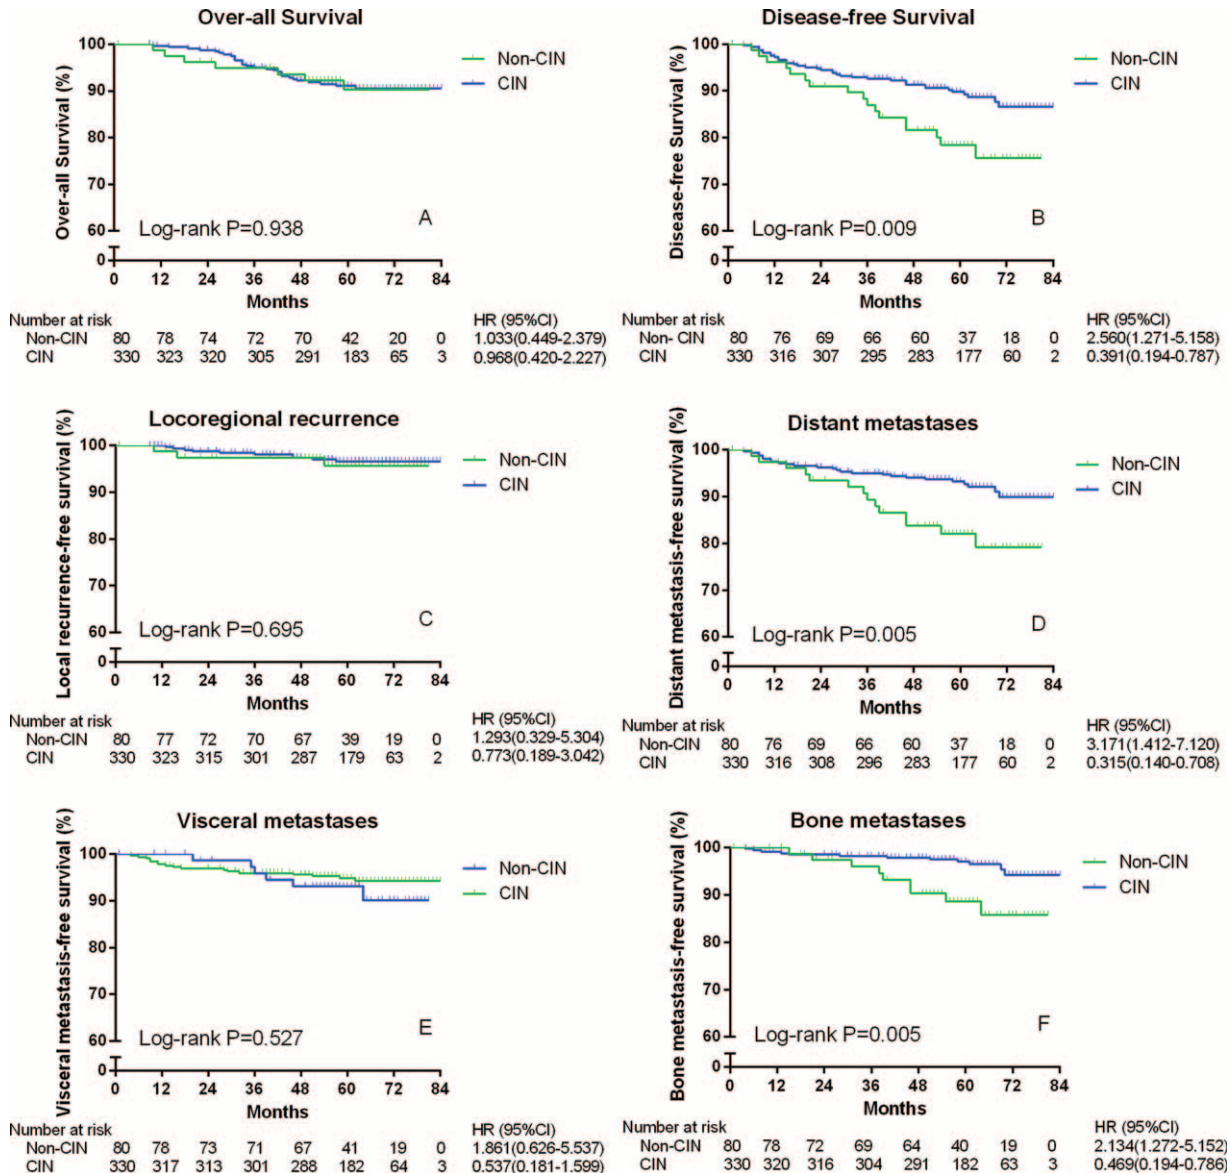 Over-all Survival
Over-all Survival (%)
100
90
80
70
60
0
Non-CIN
CIN
Log-rank P=0.938
A
0 12 24 36 48 60 72 84
Months
Number at risk
HR (95%CI)
Non-CIN 80 78 74 72 70 42 20 0 1.033(0.449-2.379)
CIN 330 323 320 305 291 183 65 3 0.968(0.420-2.227)
Disease-free Survival
Disease-free Survival (%)
100
90
80
70
60
0
Non-CIN
CIN
Log-rank P=0.009
B
0 12 24 36 48 60 72 84
Months
Number at risk
HR (95%CI)
Non- CIN 80 76 69 66 60 37 18 0 2.560(1.271-5.158)
CIN 330 316 307 295 283 177 60 2 0.391(0.194-0.787)
Locoregional recurrence
Local recurrence-free survival (%)
100
90
80
70
60
0
Non-CIN
CIN
Log-rank P=0.695
C
0 12 24 36 48 60 72 84
Months
Number at risk
HR (95%CI)
Non-CIN 80 77 72 70 67 39 19 0 1.293(0.329-5.304)
CIN 330 323 315 301 287 179 63 2 0.773(0.189-3.042)
Distant metastases
Distant metastasis-free survival (%)
100
90
80
70
60
0
Non-CIN
CIN
Log-rank P=0.005
D
0 12 24 36 48 60 72 84
Months
Number at risk
HR (95%CI)
Non-CIN 80 76 69 66 60 37 18 0 3.171(1.412-7.120)
CIN 330 316 308 296 283 177 60 2 0.315(0.140-0.708)
Visceral metastases
Visceral metastasis-free survival (%)
100
90
80
70
60
0
Non-CIN
CIN
Log-rank P=0.527
E
0 12 24 36 48 60 72 84
Months
Number at risk
HR (95%CI)
Non-CIN 80 78 73 71 67 41 19 0 1.861(0.626-5.537)
CIN 330 317 313 301 288 182 64 3 0.537(0.181-1.599)
Bone metastases
Bone metastasis-free survival (%)
100
90
80
70
60
0
Non-CIN
CIN
Log-rank P=0.005
F
0 12 24 36 48 60 72 84
Months
Number at risk
HR (95%CI)
Non-CIN 80 78 72 69 64 40 19 0 2.134(1.272-5.152)
CIN 330 320 316 304 291 182 63 3 0.469(0.194-0.786)